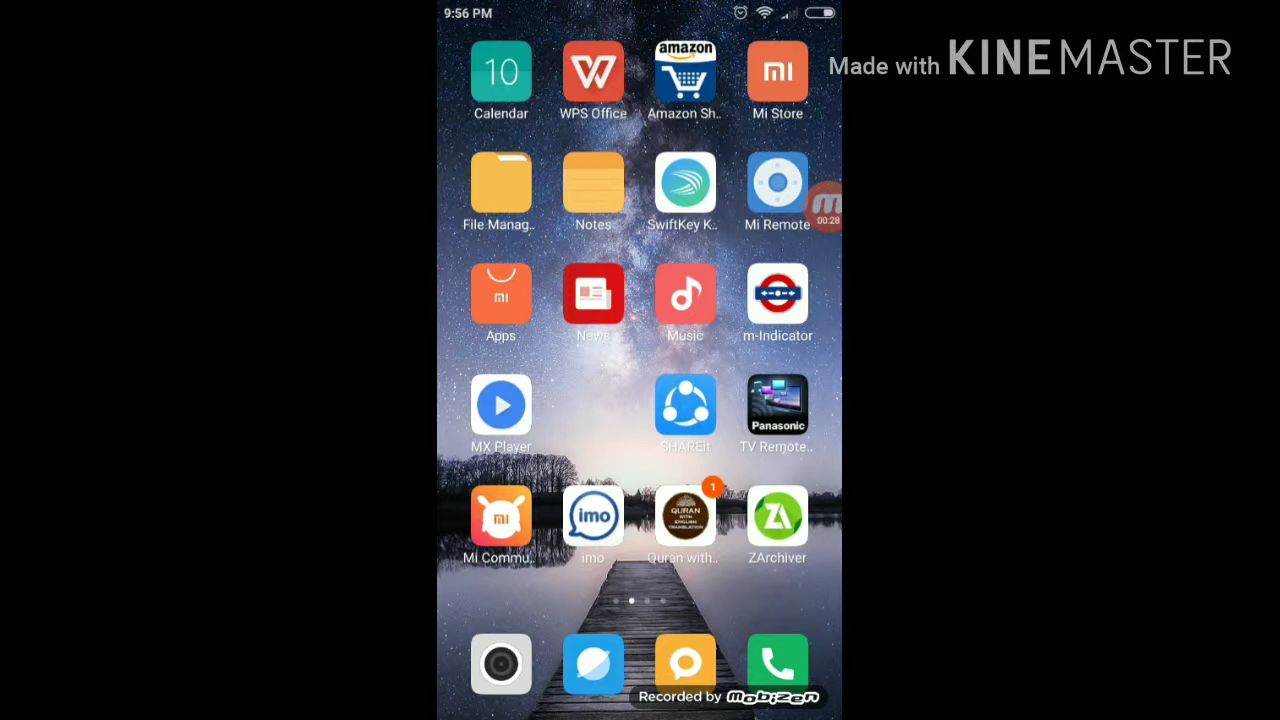 9:56 PM
Made with KINEMASTER
10
amazon
Calendar
WPS Office
Amazon Sh..
Mi Store
00:28
File Manag..
Notes
SwiftKey K..
Mi Remote
Apps
News
Music
m-Indicator
Panasonic
MX Player
SHAREit
TV Remote..
1
imo
QURAN
WITH
ENGLISH
TRANSLATION
Mi Commu..
imo
Quran with..
ZArchiver
Recorded by mobizen